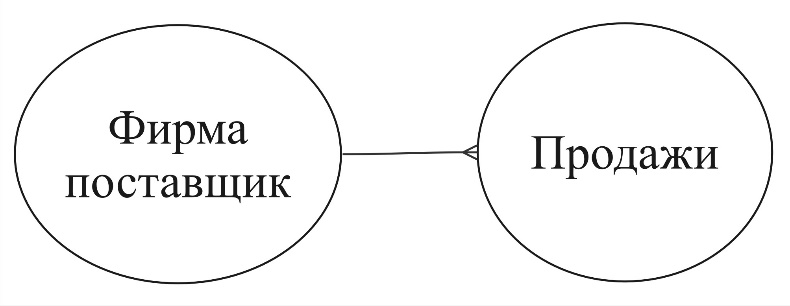 Фирма
поставщик
Продажи